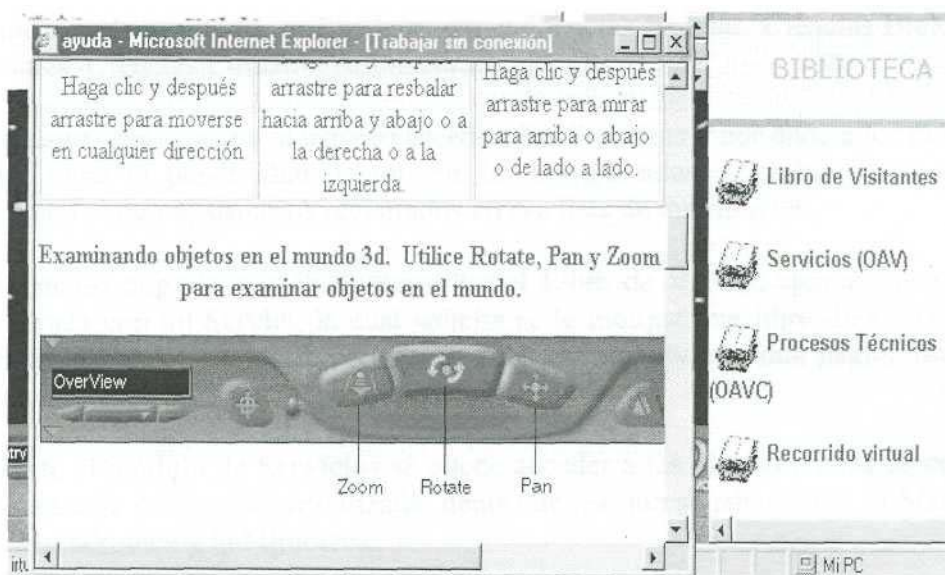 ayuda - Microsoft Internet Explorer - [Trabajar sin conexión]
Haga clic y después
arrastre para moverse
en cualquier dirección
Haga clic y después
arrastre para resbalar
hacia arriba y abajo o a
la derecha o a la
izquierda.
Haga clic y después
arrastre para mirar
para arriba o abajo
o de lado a lado.
Examinando objetos en el mundo 3d. Utilice Rotate, Pan y Zoom
para examinar objetos en el mundo.
OverView
Zoom Rotate Pan
BIBLIOTECA
Libro de Visitantes
Servicios (OAV)
Procesos Técnicos
(OAVC)
Recorrido virtual
Mi PC